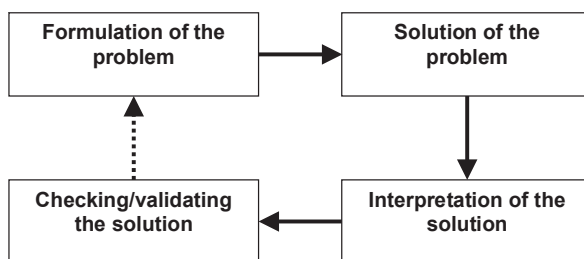 Formulation of the
problem
Solution of the
problem
Checking/validating
the solution
Interpretation of the
solution